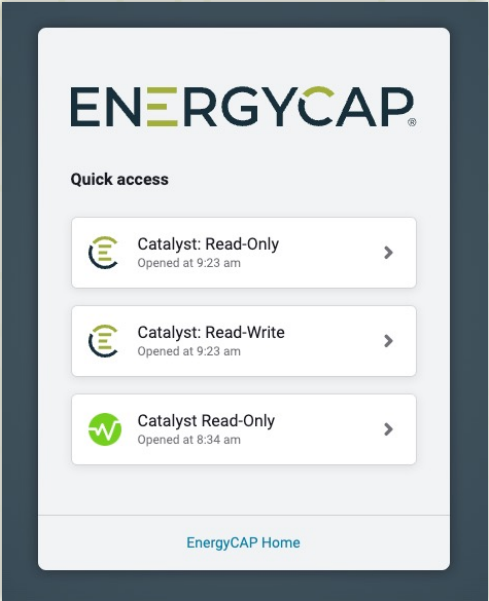 ENERGYCAP®
Quick access
Catalyst: Read-Only
Opened at 9:23 am
Catalyst: Read-Write
Opened at 9:23 am
Catalyst Read-Only
Opened at 8:34 am
EnergyCAP Home